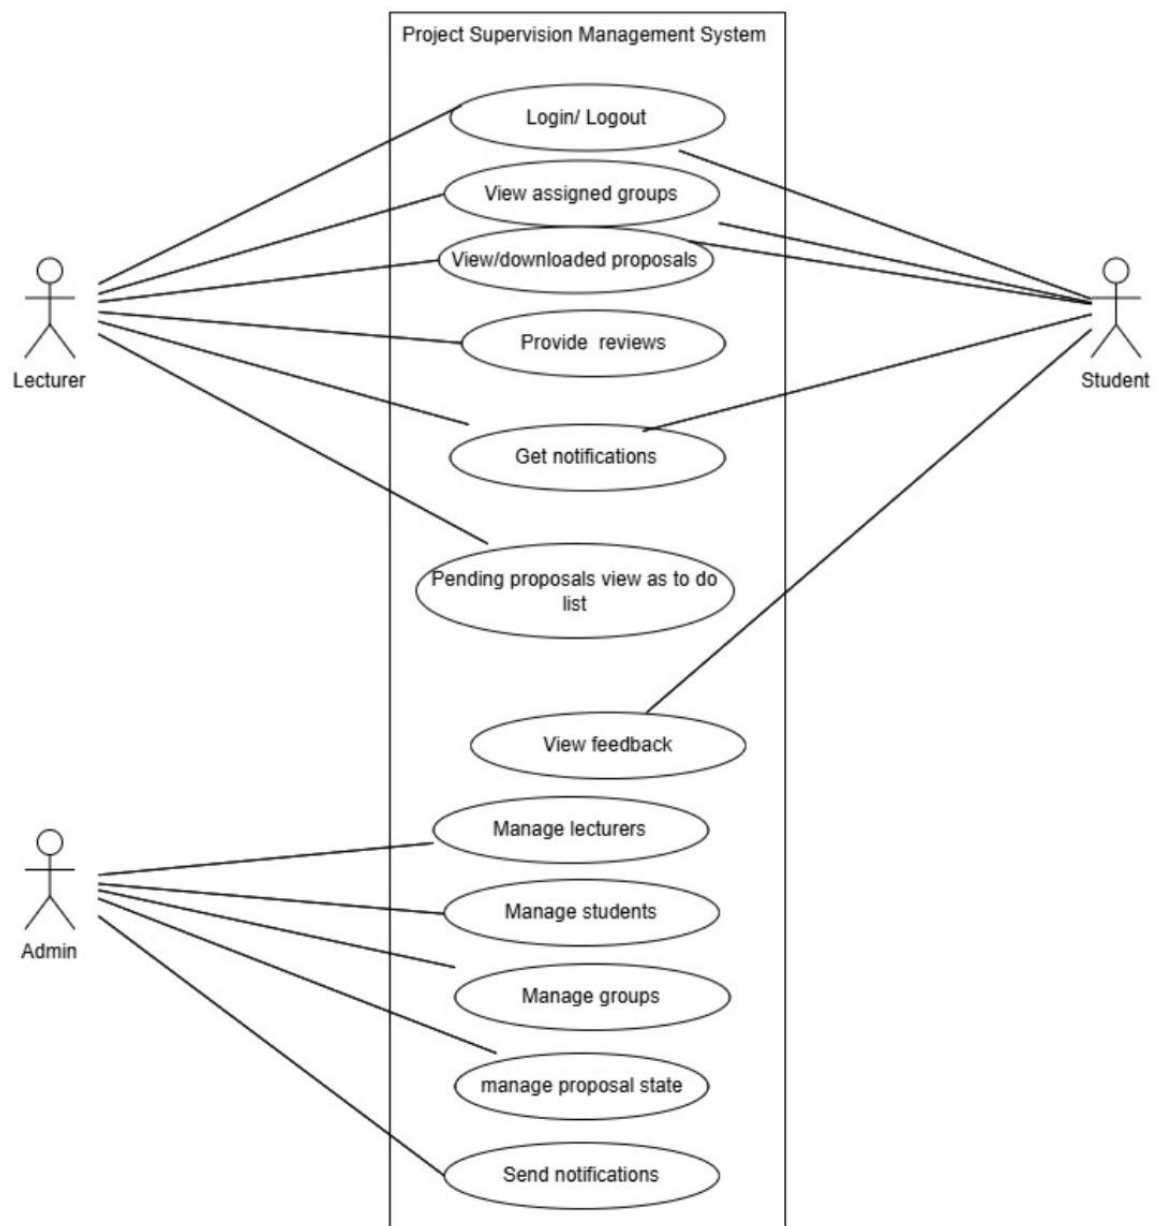 Project Supervision Management System
Login/ Logout
View assigned groups
View/downloaded proposals
Provide  reviews
Lecturer
Student
Get notifications
Pending proposals view as to do
list
View feedback
Manage lecturers
Manage students
Admin
Manage groups
manage proposal state
Send notifications